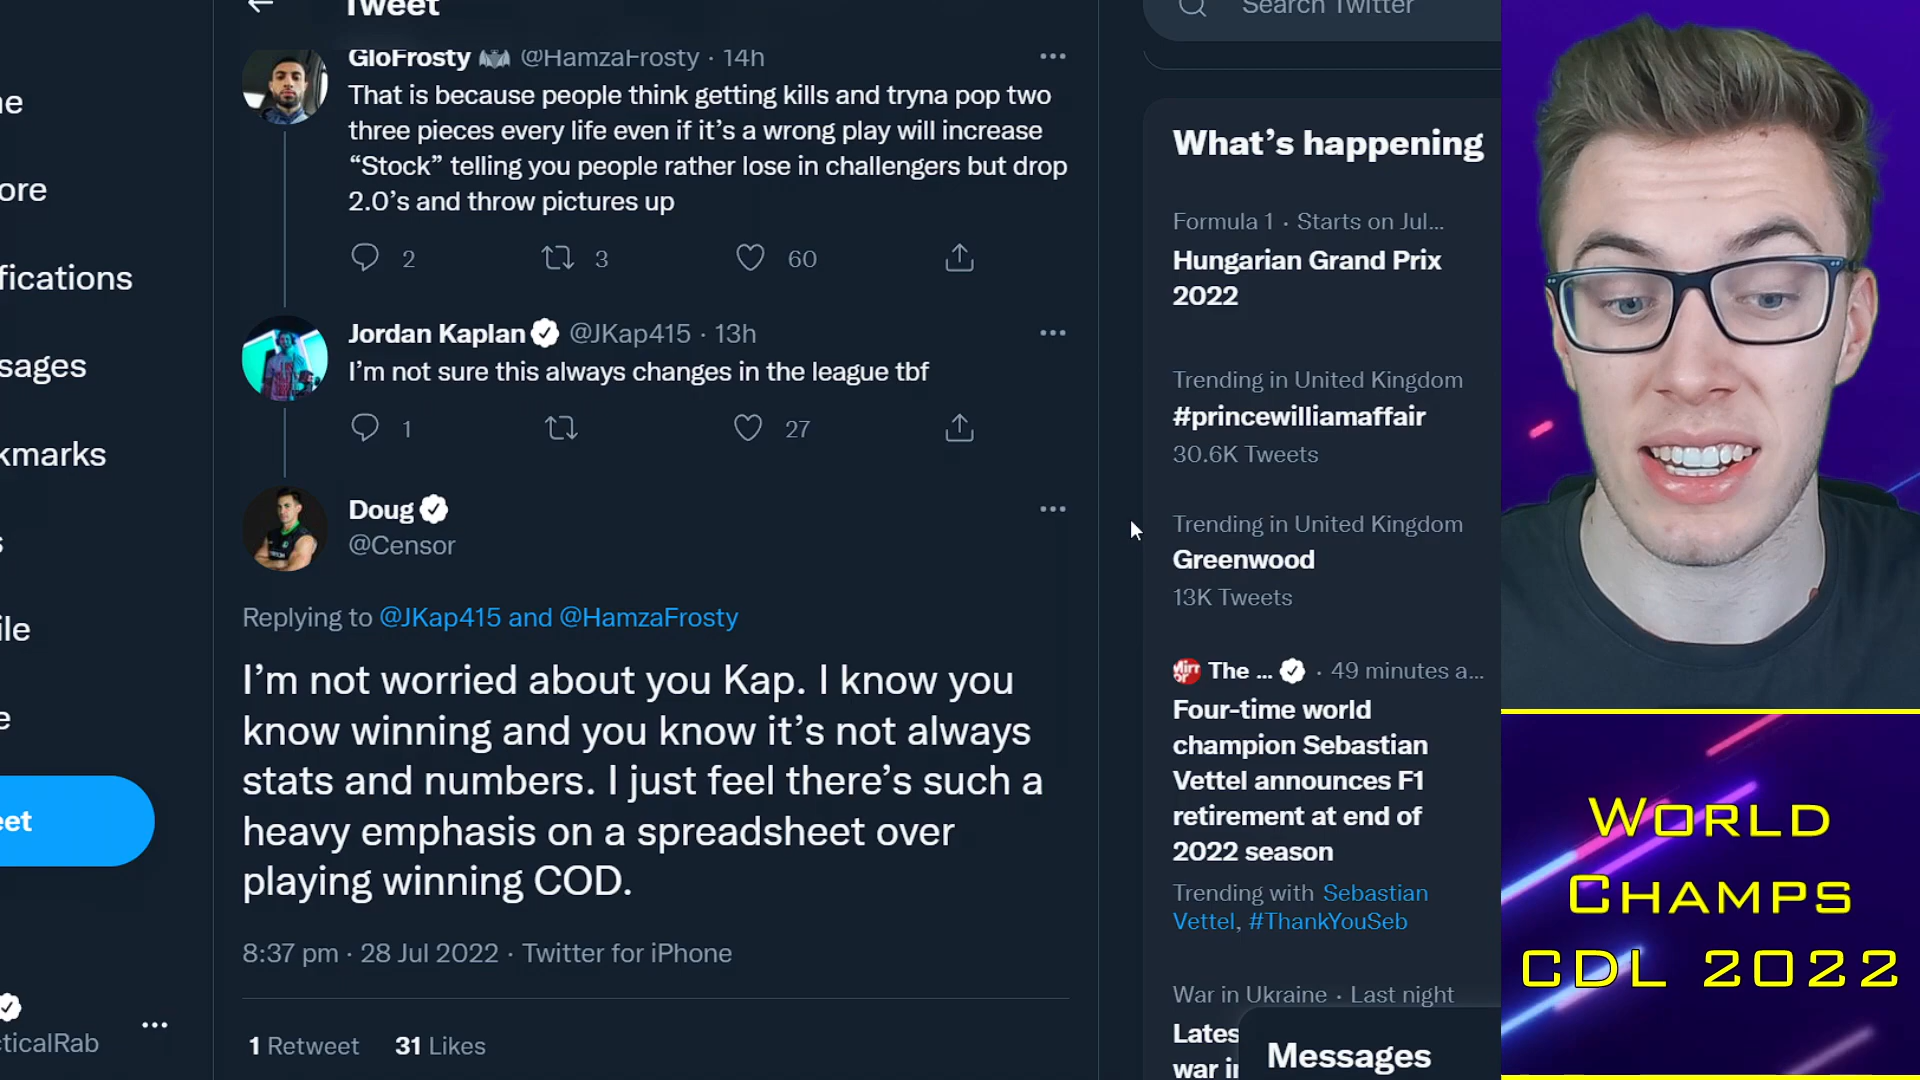 Tweet
Search Twitter
GloFrosty @HamzaFrosty · 14h
That is because people think getting kills and tryna pop two
three pieces every life even if it’s a wrong play will increase
“Stock” telling you people rather lose in challengers but drop
2.0’s and throw pictures up
2 3 60
Jordan Kaplan @JKap415 · 13h
I’m not sure this always changes in the league tbf
1 27
Doug
@Censor
Replying to @JKap415 and @HamzaFrosty
I’m not worried about you Kap. I know you
know winning and you know it’s not always
stats and numbers. I just feel there’s such a
heavy emphasis on a spreadsheet over
playing winning COD.
8:37 pm · 28 Jul 2022 · Twitter for iPhone
1 Retweet 31 Likes
ne
ore
fications
sages
kmarks
s
ile
e
eet
cticalRab
What’s happening
Formula 1 · Starts on Jul...
Hungarian Grand Prix
2022
Trending in United Kingdom
#princewilliamaffair
30.6K Tweets
Trending in United Kingdom
Greenwood
13K Tweets
Mirror
The ... · 49 minutes a...
Four-time world
champion Sebastian
Vettel announces F1
retirement at end of
2022 season
Trending with Sebastian
Vettel, #ThankYouSeb
War in Ukraine · Last night
Lates
war in
Messages
WORLD
CHAMPS
CDL 2022